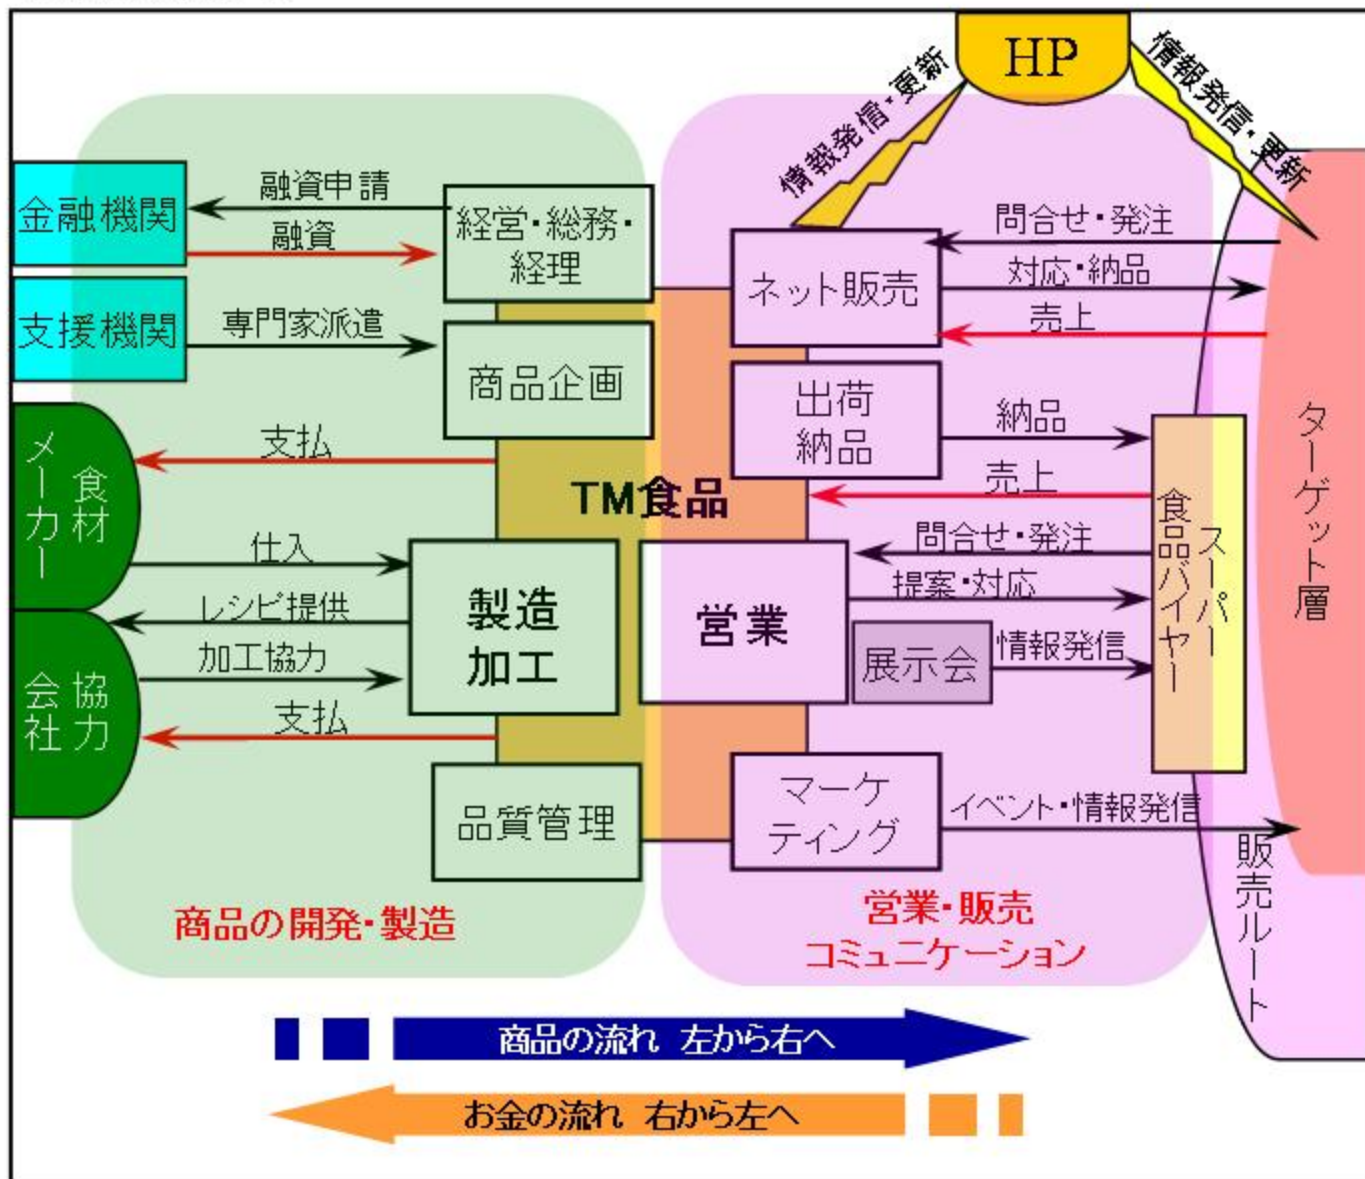 HP
情報発信・更新
情報発信・更新
金融機関
融資申請
融資
経営・総務・
経理
支援機関
専門家派遣
商品企画
食材
メーカー
支払
仕入
協力
会社
レシピ提供
加工協力
支払
製造
加工
品質管理
TM食品
ネット販売
問合せ・発注
対応・納品
売上
出荷
納品
納品
売上
営業
問合せ・発注
提案・対応
展示会
情報発信
マーケ
ティング
イベント・情報発信
スーパー
食品バイヤー
ターゲット層
販売ルート
商品の開発・製造
営業・販売
コミュニケーション
商品の流れ 左から右へ
お金の流れ 右から左へ